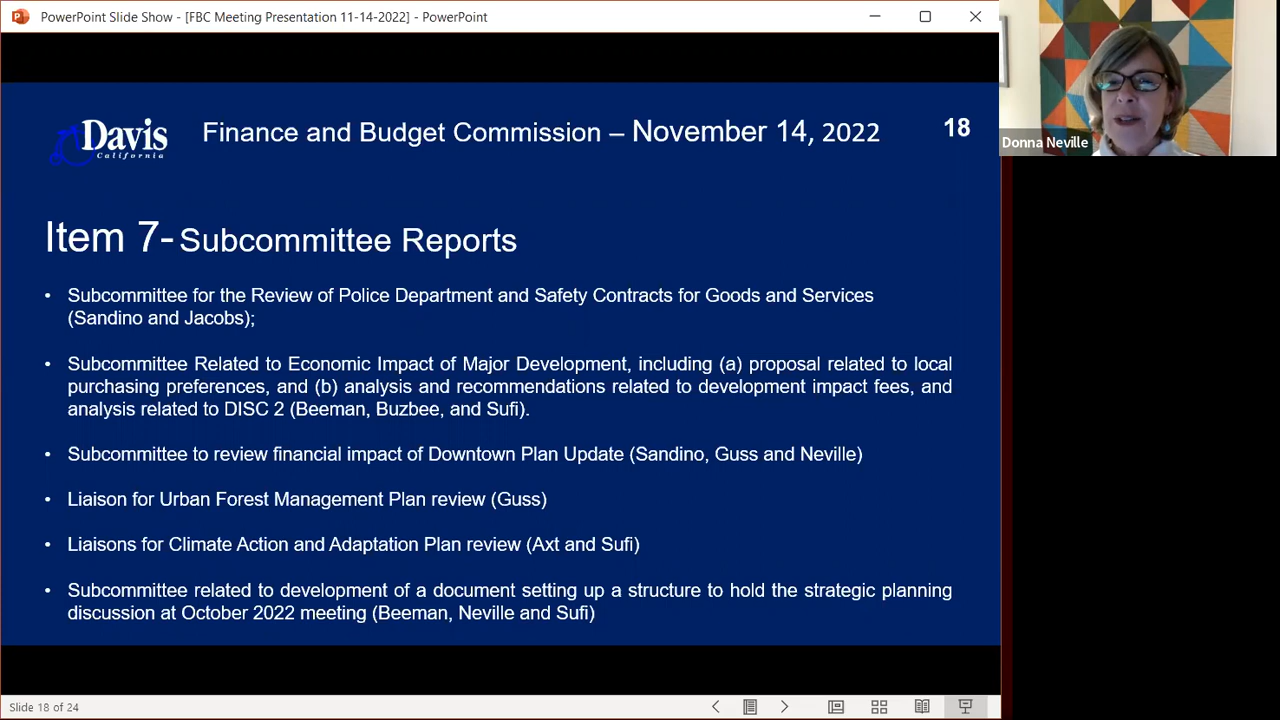 PowerPoint Slide Show - [FBC Meeting Presentation 11-14-2022] - PowerPoint
Davis
California
Finance and Budget Commission – November 14, 2022
18
Donna Neville
Item 7- Subcommittee Reports
• Subcommittee for the Review of Police Department and Safety Contracts for Goods and Services
(Sandino and Jacobs);
• Subcommittee Related to Economic Impact of Major Development, including (a) proposal related to local
purchasing preferences, and (b) analysis and recommendations related to development impact fees, and
analysis related to DISC 2 (Beeman, Buzbee, and Sufi).
• Subcommittee to review financial impact of Downtown Plan Update (Sandino, Guss and Neville)
• Liaison for Urban Forest Management Plan review (Guss)
• Liaisons for Climate Action and Adaptation Plan review (Axt and Sufi)
• Subcommittee related to development of a document setting up a structure to hold the strategic planning
discussion at October 2022 meeting (Beeman, Neville and Sufi)
Slide 18 of 24